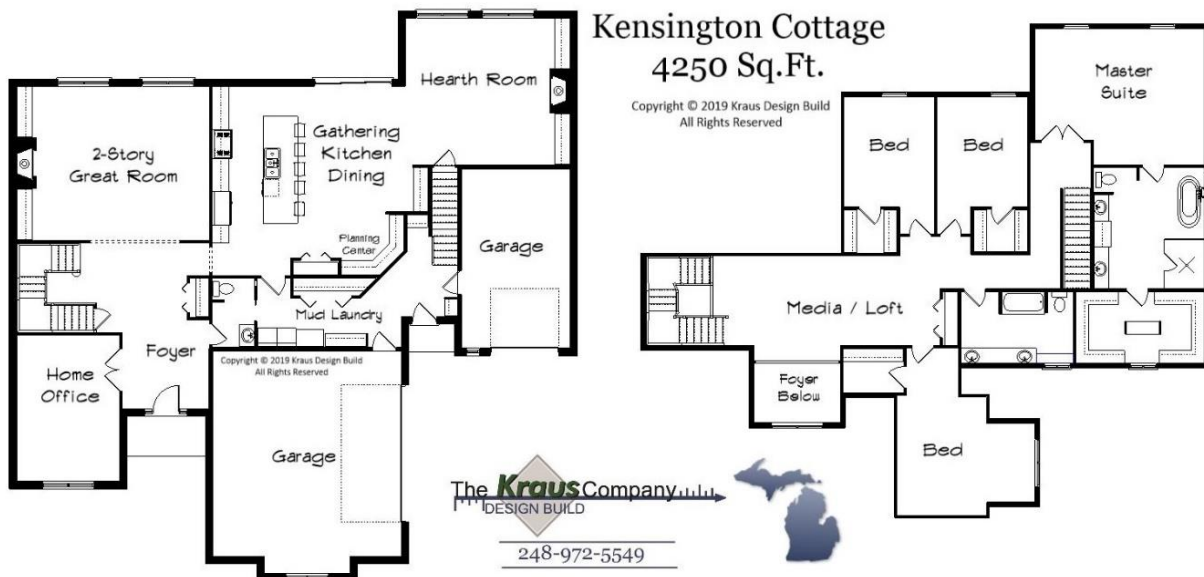 Kensington Cottage
4250 Sq.Ft.
Copyright © 2019 Kraus Design Build
All Rights Reserved
Hearth Room
Gathering
Kitchen
Dining
2-Story
Great Room
Planning
Center
Garage
Mud Laundry
Foyer
Copyright © 2019 Kraus Design Build
All Rights Reserved
Home
Office
Garage
Master
Suite
Bed
Bed
Media / Loft
Foyer
Below
Bed
The Kraus Company
DESIGN BUILD
248-972-5549